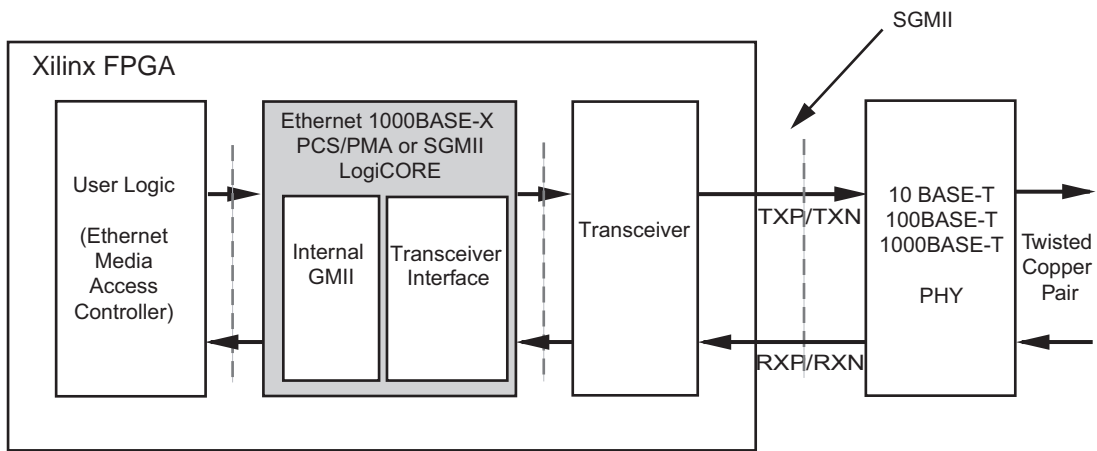 SGMII
Xilinx FPGA
Ethernet 1000BASE-X
PCS/PMA or SGMII
LogiCORE
User Logic
(Ethernet
Media
Access
Controller)
Internal
GMII
Transceiver
Interface
Transceiver
TXP/TXN
RXP/RXN
10 BASE-T
100BASE-T
1000BASE-T
PHY
Twisted
Copper
Pair